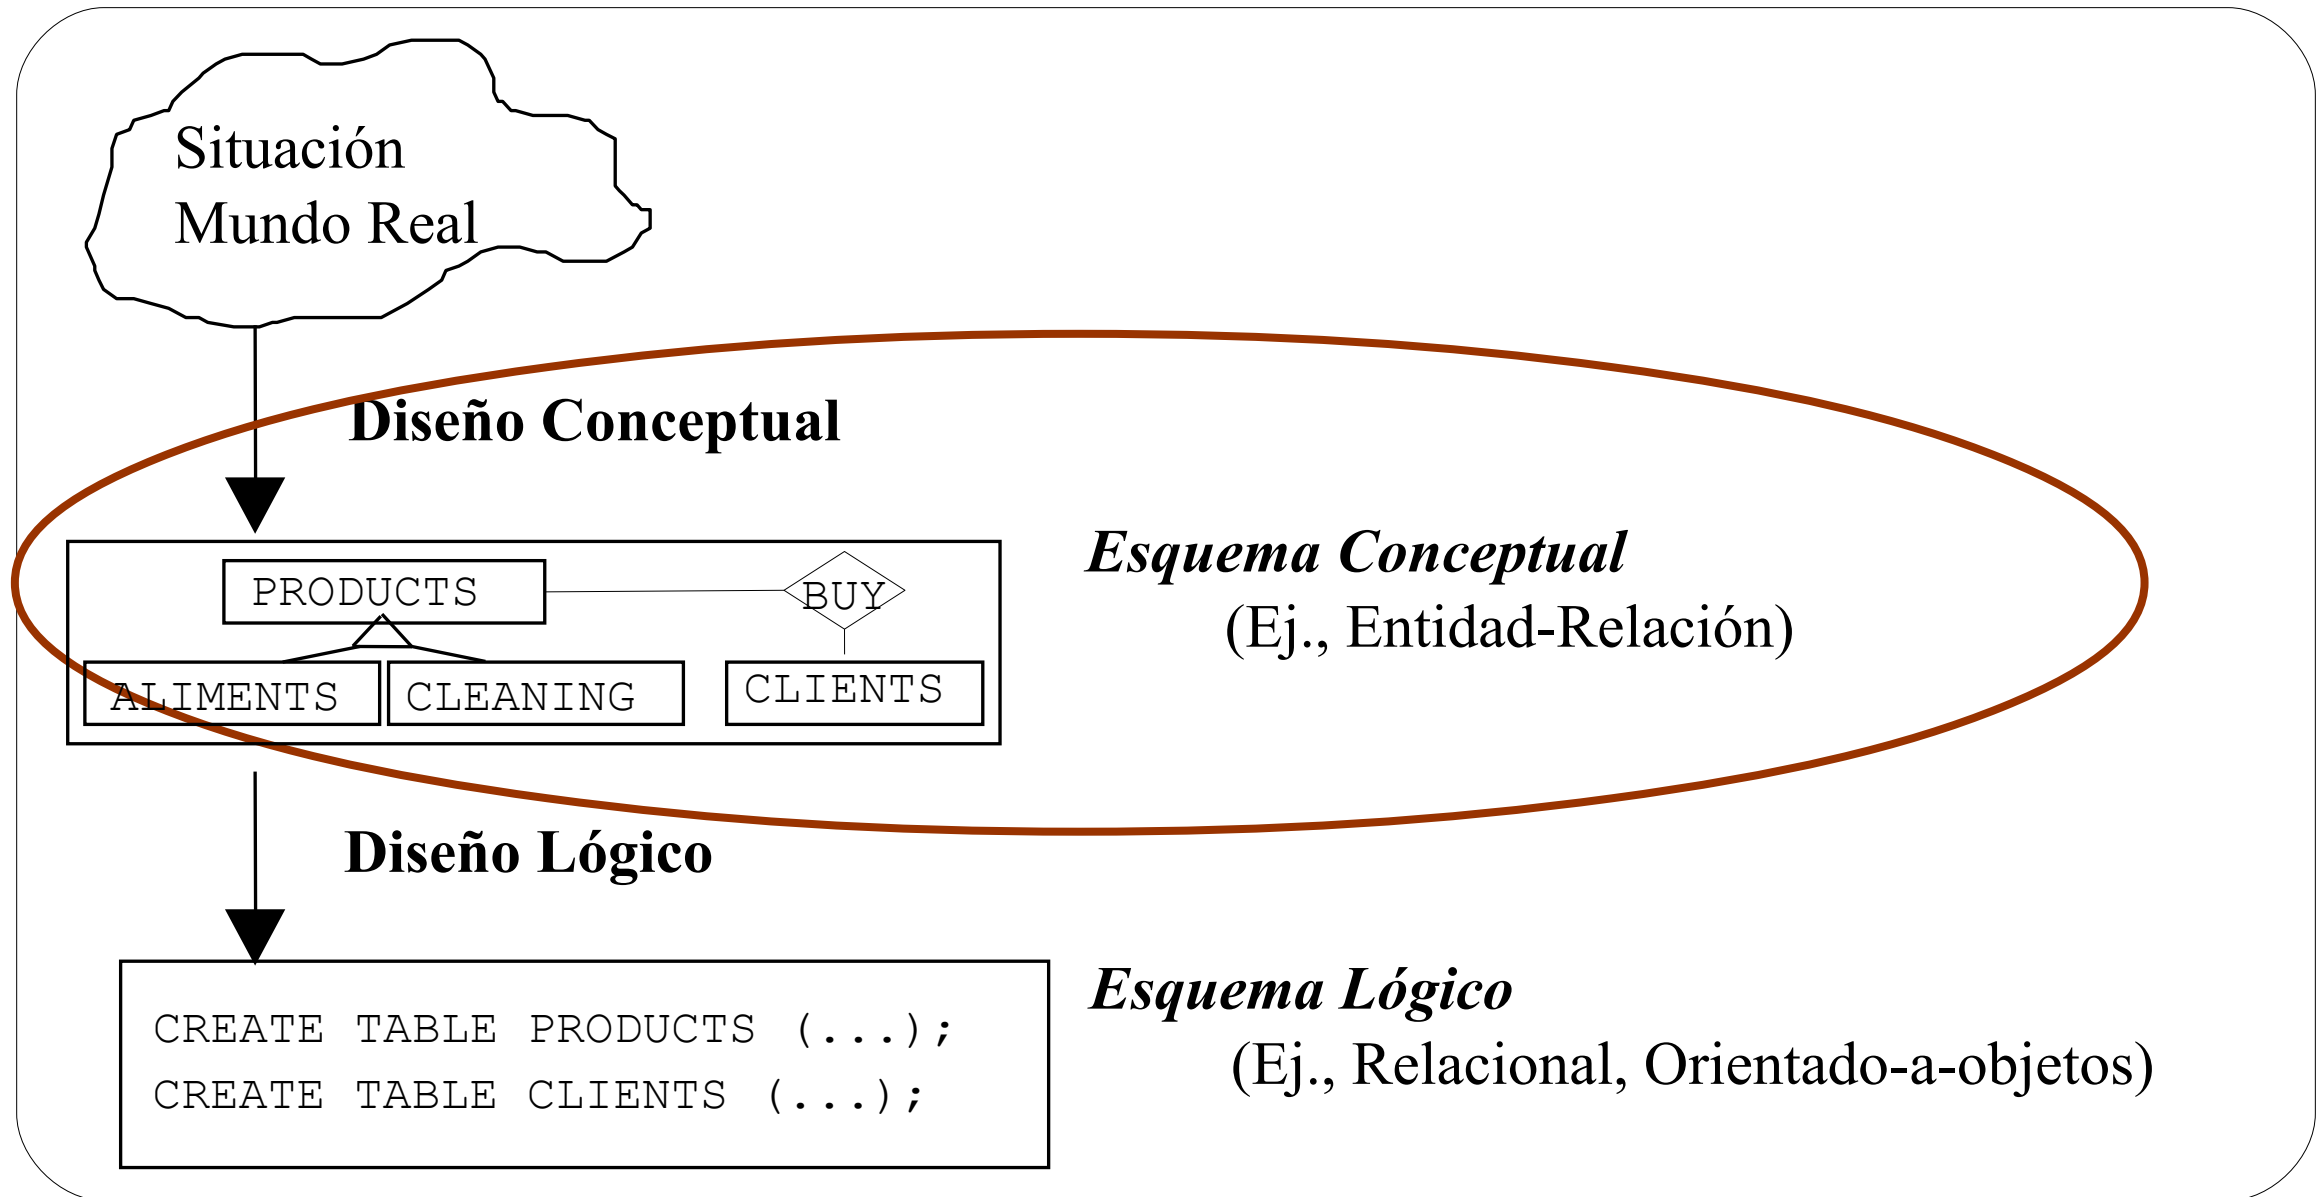 Situación
Mundo Real
Diseño Conceptual
PRODUCTS
BUY
ALIMENTS
CLEANING
CLIENTS
Esquema Conceptual
(Ej., Entidad-Relación)
Diseño Lógico
CREATE TABLE PRODUCTS (...);
CREATE TABLE CLIENTS (...);
Esquema Lógico
(Ej., Relacional, Orientado-a-objetos)